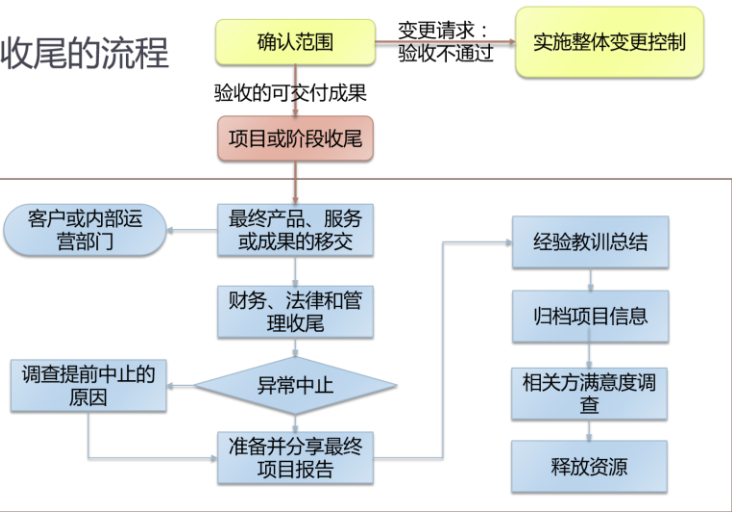 收尾的流程
确认范围
变更请求：
验收不通过
实施整体变更控制
验收的可交付成果
项目或阶段收尾
客户或内部运
营部门
最终产品、服务
或成果的移交
财务、法律和管
理收尾
调查提前中止的
原因
异常中止
准备并分享最终
项目报告
经验教训总结
归档项目信息
相关方满意度调
查
释放资源